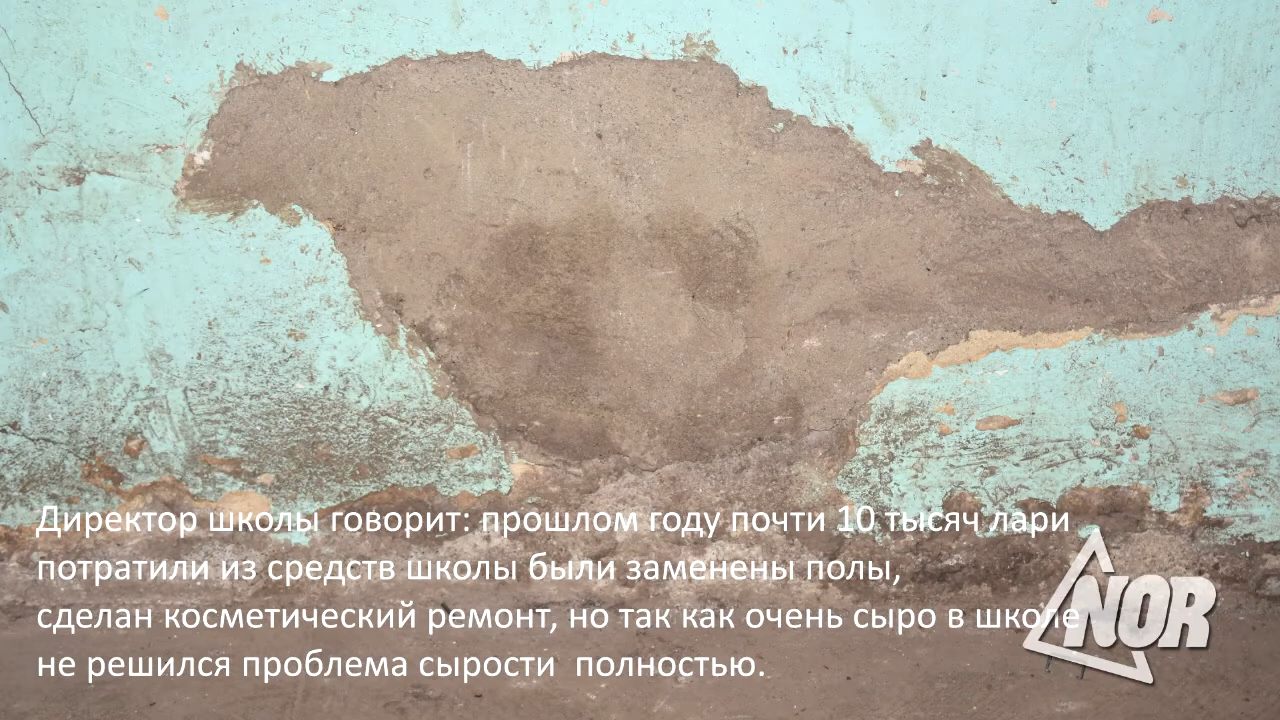 Директор школы говорит: прошлом году почти 10 тысяч лари
потратили из средств школы были заменены полы,
сделан косметический ремонт, но так как очень сыро в школе
не решился проблема сырости  полностью.
NOR